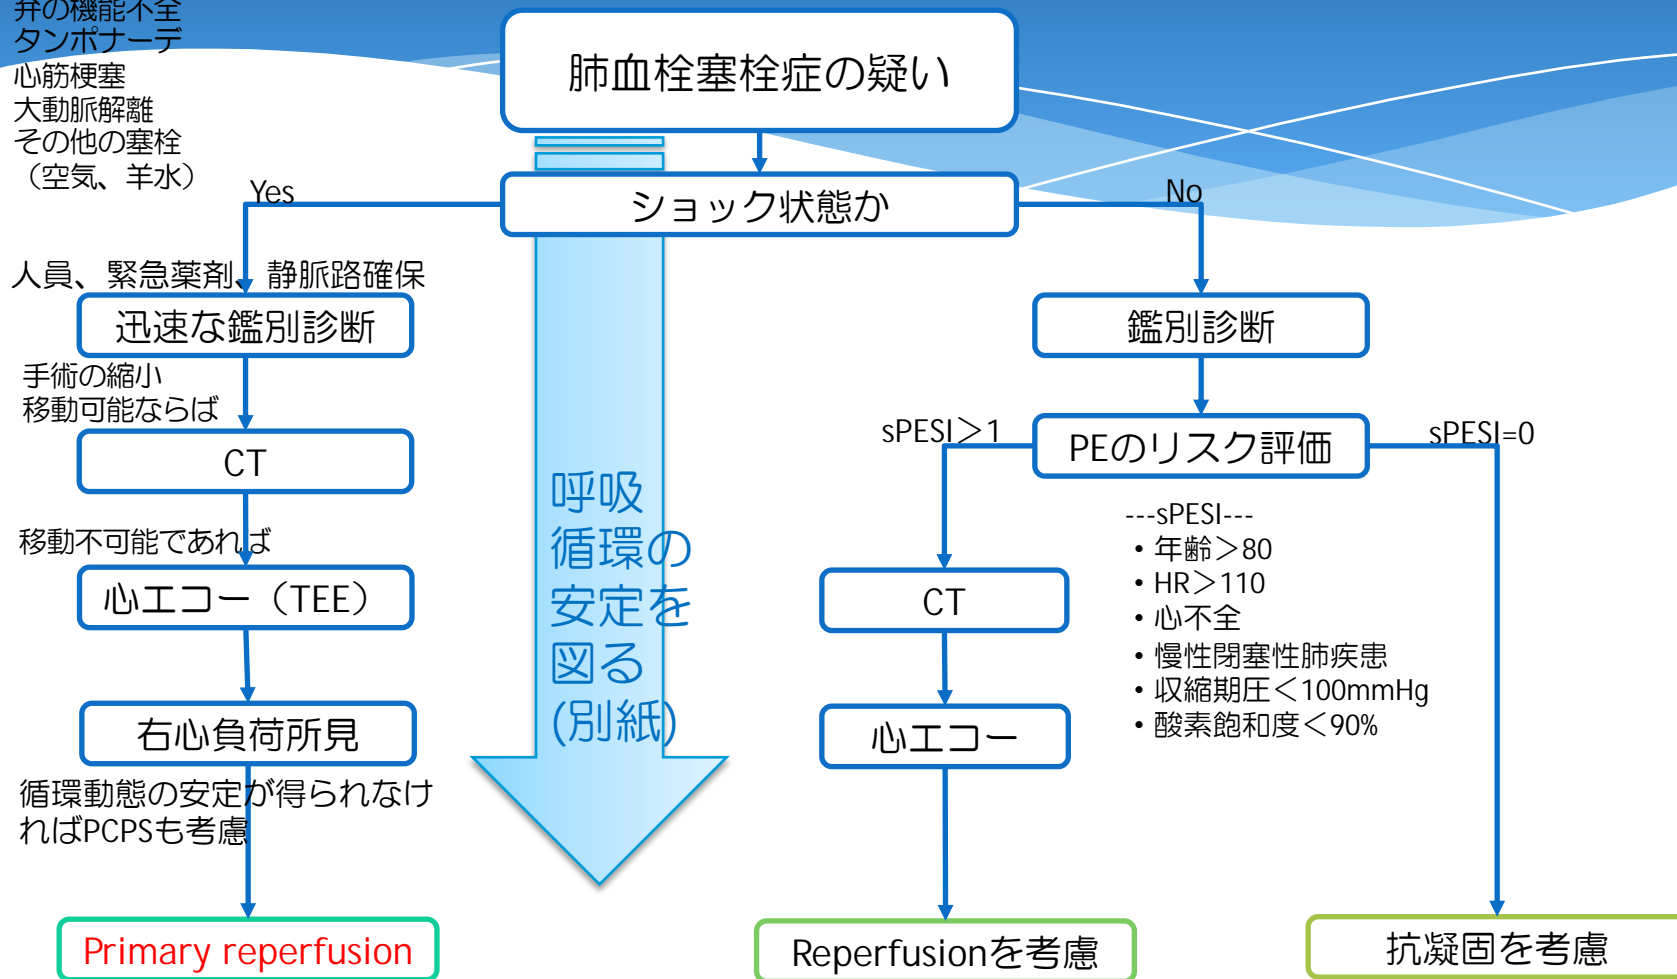 弁の機能不全
タンポナーデ
心筋梗塞
大動脈解離
その他の塞栓
（空気、羊水）
肺血栓塞栓症の疑い
ショック状態か
Yes
No
人員、緊急薬剤、静脈路確保
迅速な鑑別診断
手術の縮小
移動可能ならば
CT
移動不可能であれば
心エコー（TEE）
右心負荷所見
循環動態の安定が得られなけ
ればPCPSも考慮
Primary reperfusion
呼吸
循環の
安定を
図る
(別紙)
鑑別診断
PEのリスク評価
sPESI＞1
sPESI=0
---sPESI---
・年齢＞80
・HR＞110
・心不全
・慢性閉塞性肺疾患
・収縮期圧＜100mmHg
・酸素飽和度＜90%
CT
心エコー
Reperfusionを考慮
抗凝固を考慮